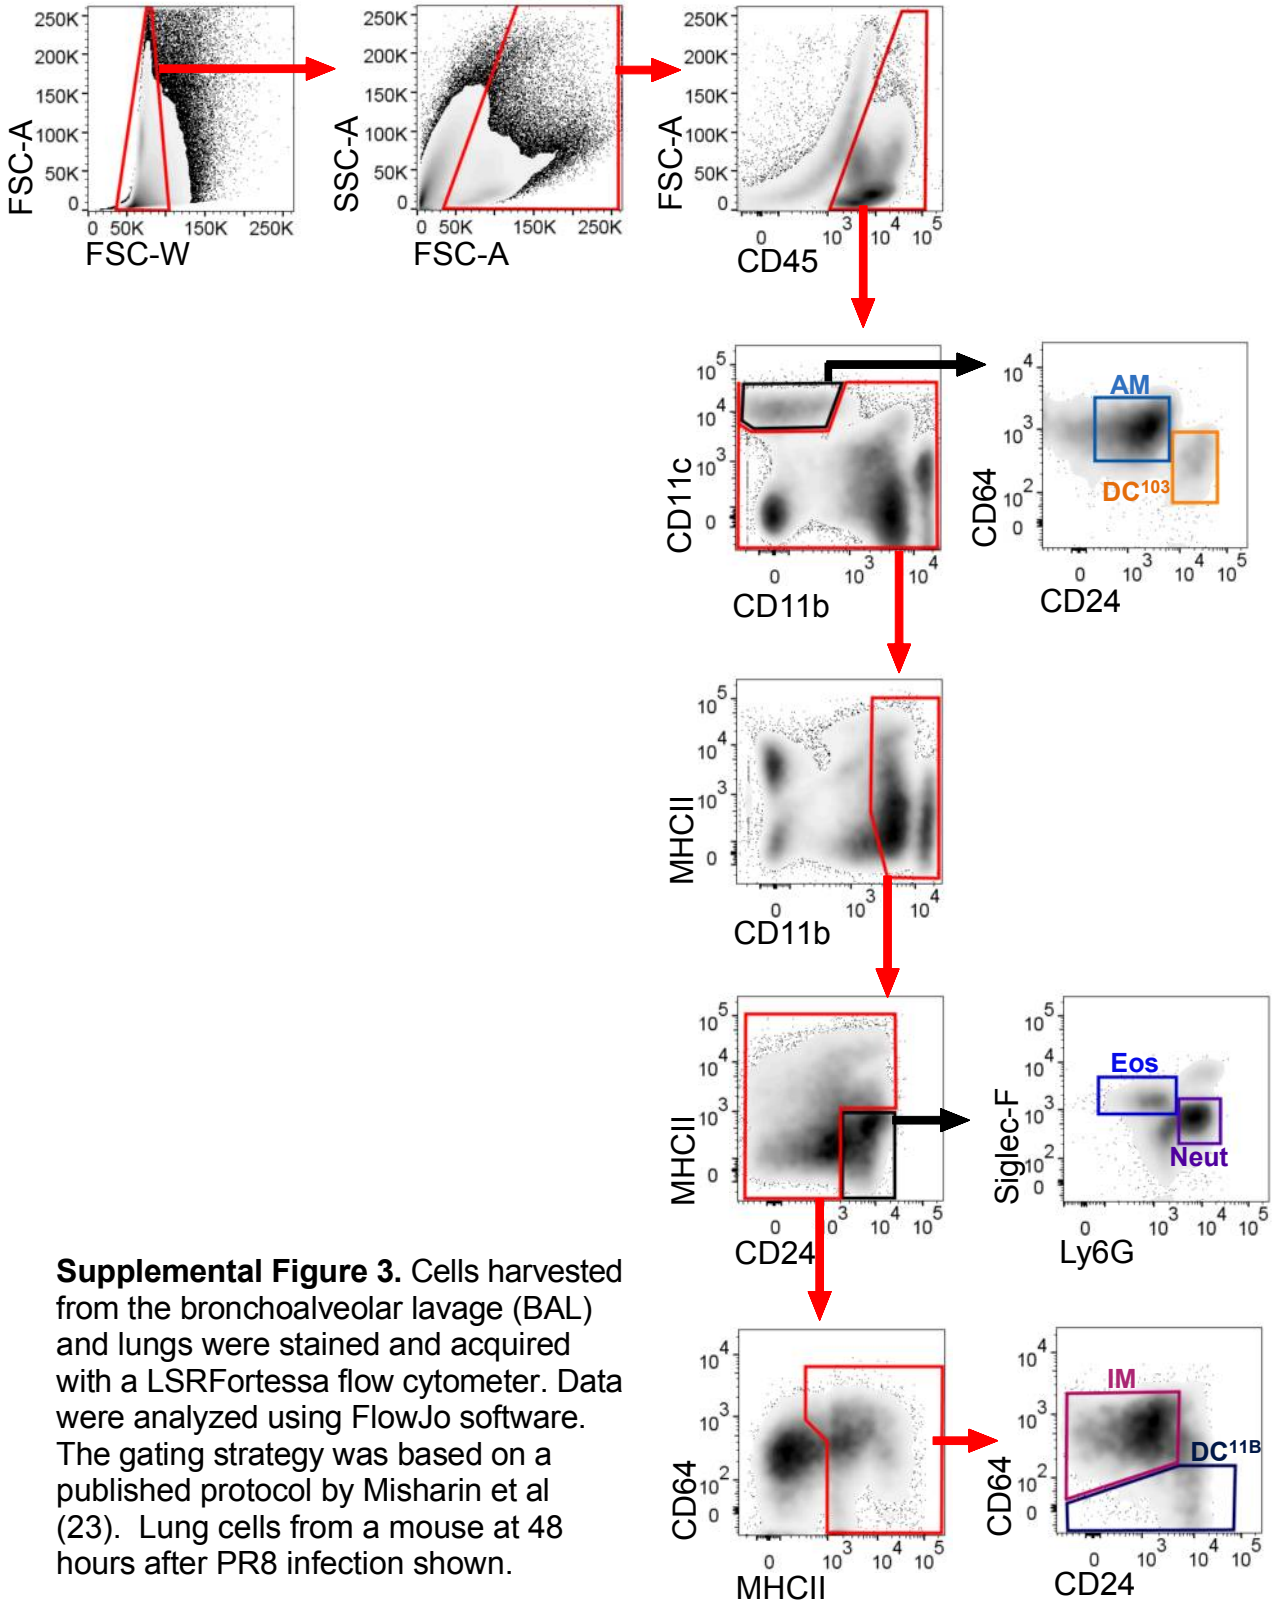 250K
200K
150K
100K
50K
0
FSC-A
0 50K 150K 250K
FSC-W
250K
200K
150K
100K
50K
0
SSC-A
0 50K 150K 250K
FSC-A
250K
200K
150K
100K
50K
0
FSC-A
0 10³ 10⁴ 10⁵
CD45
10⁵
10⁴
10³
0
CD11c
0 10³ 10⁴
CD11b
10⁴
10³
10²
0
CD64
AM
DC¹⁰³
0 10³ 10⁴ 10⁵
CD24
10⁵
10⁴
10³
0
MHCII
0 10³ 10⁴
CD11b
10⁵
10⁴
10³
0
MHCII
0 10³ 10⁴ 10⁵
CD24
10⁵
10⁴
10³
10²
0
Siglec-F
Eos
Neut
0 10³ 10⁴ 10⁵
Ly6G
10⁴
10³
10²
0
CD64
0 10³ 10⁴ 10⁵
MHCII
10⁴
10³
10²
0
CD64
IM
DC¹¹ᴮ
0 10³ 10⁴ 10⁵
CD24
Supplemental Figure 3. Cells harvested
from the bronchoalveolar lavage (BAL)
and lungs were stained and acquired
with a LSRFortessa flow cytometer. Data
were analyzed using FlowJo software.
The gating strategy was based on a
published protocol by Misharin et al
(23). Lung cells from a mouse at 48
hours after PR8 infection shown.